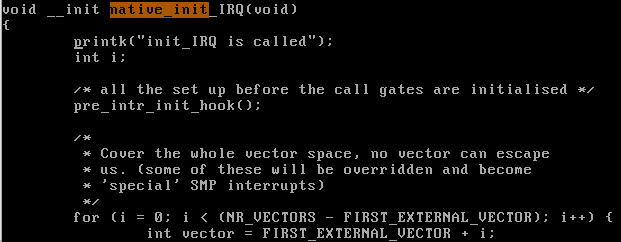 void __init native_init_IRQ(void)
{
        printk("init_IRQ is called");
        int i;

        /* all the set up before the call gates are initialised */
        pre_intr_init_hook();

        /*
         * Cover the whole vector space, no vector can escape
         * us. (some of these will be overridden and become
         * 'special' SMP interrupts)
         */
        for (i = 0; i < (NR_VECTORS - FIRST_EXTERNAL_VECTOR); i++) {
                int vector = FIRST_EXTERNAL_VECTOR + i;